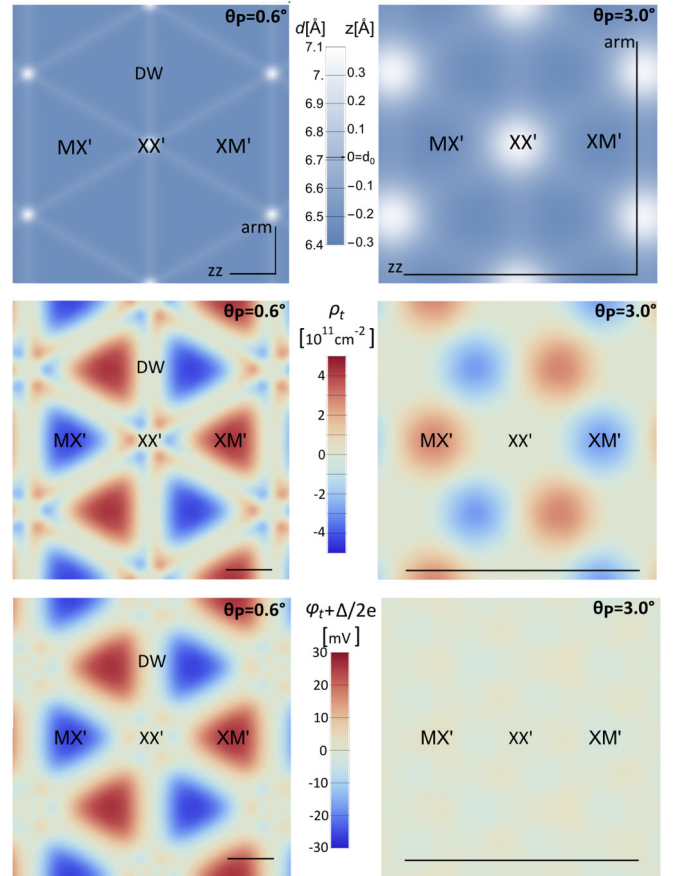 θP=0.6°
d[Å] z[Å]
θP=3.0°
7.1
7.
6.9
6.8
6.7
6.6
6.5
6.4
0.3
0.2
0.1
0=d0
−0.1
−0.2
−0.3
DW
MX' XX' XM'
arm
zz
arm
MX' XX' XM'
zz
θP=0.6°
ρt
[10^11cm^-2]
θP=3.0°
4
2
0
-2
-4
DW
MX' XX' XM'
MX' XX' XM'
θP=0.6°
φt+Δ/2e
[mV]
θP=3.0°
30
20
10
0
-10
-20
-30
DW
MX' XX' XM'
MX' XX' XM'